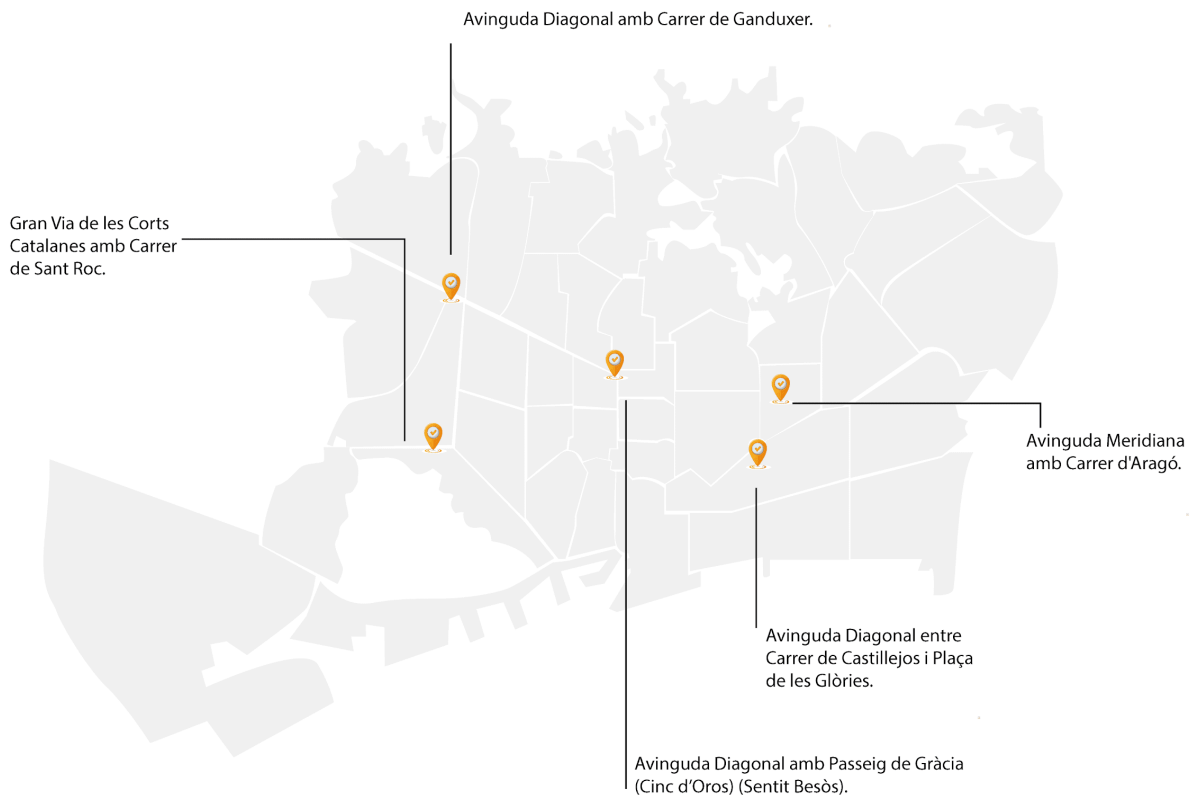 Avinguda Diagonal amb Carrer de Ganduxer.
Gran Via de les Corts
Catalanes amb Carrer
de Sant Roc.
Avinguda Meridiana
amb Carrer d'Aragó.
Avinguda Diagonal entre
Carrer de Castillejos i Plaça
de les Glòries.
Avinguda Diagonal amb Passeig de Gràcia
(Cinc d’Oros) (Sentit Besòs).